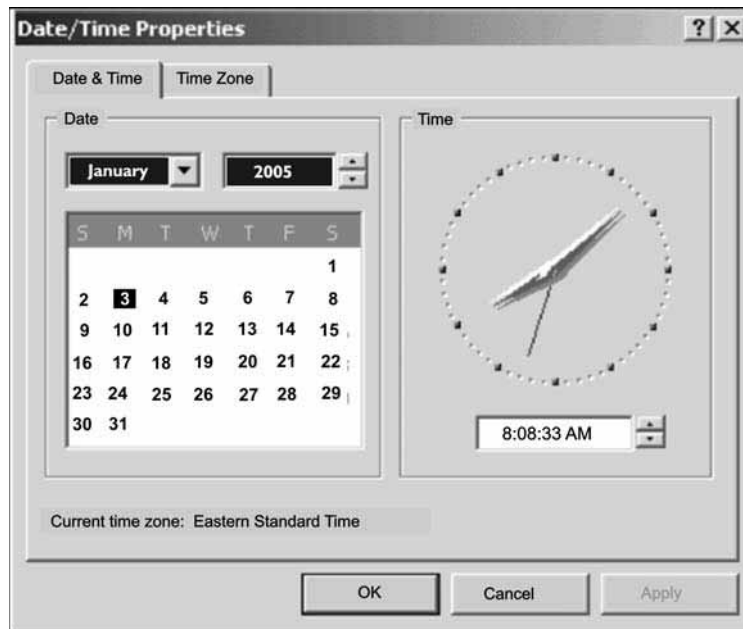 Date/Time Properties ? ×
Date & Time Time Zone
Date
January 2005
S M T W T F S
1
2 3 4 5 6 7 8
9 10 11 12 13 14 15
16 17 18 19 20 21 22
23 24 25 26 27 28 29
30 31
Time
8:08:33 AM
Current time zone: Eastern Standard Time
OK Cancel Apply